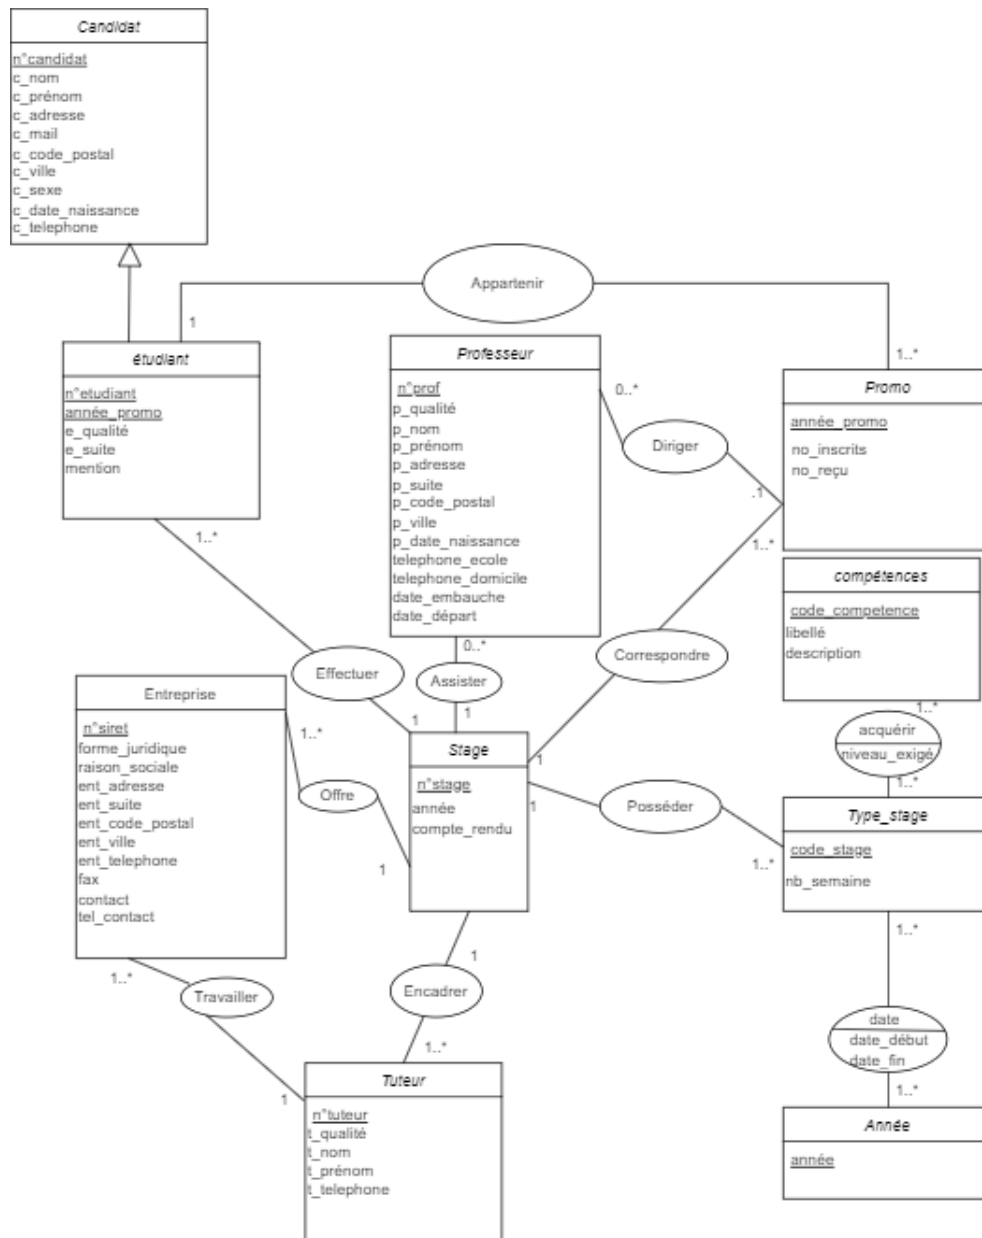 Candidat
n°candidat
c_nom
c_prénom
c_adresse
c_mail
c_code_postal
c_ville
c_sexe
c_date_naissance
c_telephone
Appartenir
1
1..*
étudiant
n°etudiant
année_promo
e_qualité
e_suite
mention
1..*
Professeur
n°prof
p_qualité
p_nom
p_prénom
p_adresse
p_suite
p_code_postal
p_ville
p_date_naissance
telephone_ecole
telephone_domicile
date_embauche
date_départ
0..*
Diriger
.1
Promo
année_promo
no_inscrits
no_reçu
1..*
compétences
code_competence
libellé
description
1..*
Effectuer
1
0..*
Assister
1
Correspondre
1
acquérir
niveau_exigé
1..*
Entreprise
n°siret
forme_juridique
raison_sociale
ent_adresse
ent_suite
ent_code_postal
ent_ville
ent_telephone
fax
contact
tel_contact
1..*
Offre
1
Stage
n°stage
année
compte_rendu
1
Posséder
1..*
Type_stage
code_stage
nb_semaine
1..*
1..*
Travailler
1
1
Encadrer
1..*
date
date_début
date_fin
1..*
Tuteur
n°tuteur
t_qualité
t_nom
t_prénom
t_telephone
Année
année